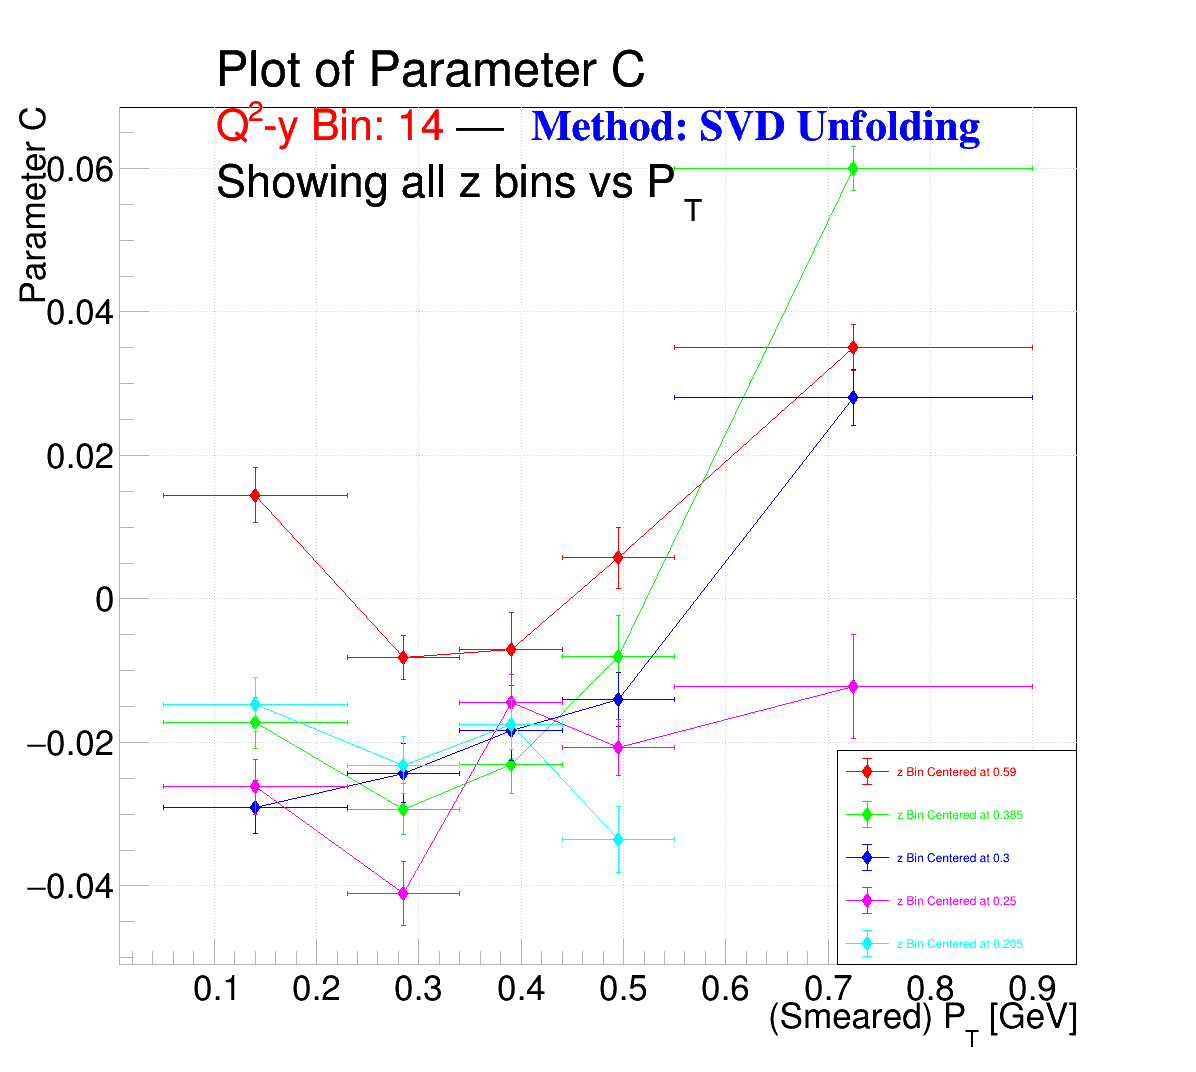 Plot of Parameter C
Q²-y Bin: 14 — Method: SVD Unfolding
Showing all z bins vs P_T
Parameter C
0.06
0.04
0.02
0
−0.02
−0.04
z Bin Centered at 0.59
z Bin Centered at 0.385
z Bin Centered at 0.3
z Bin Centered at 0.25
z Bin Centered at 0.205
0.1 0.2 0.3 0.4 0.5 0.6 0.7 0.8 0.9
(Smeared) P_T [GeV]